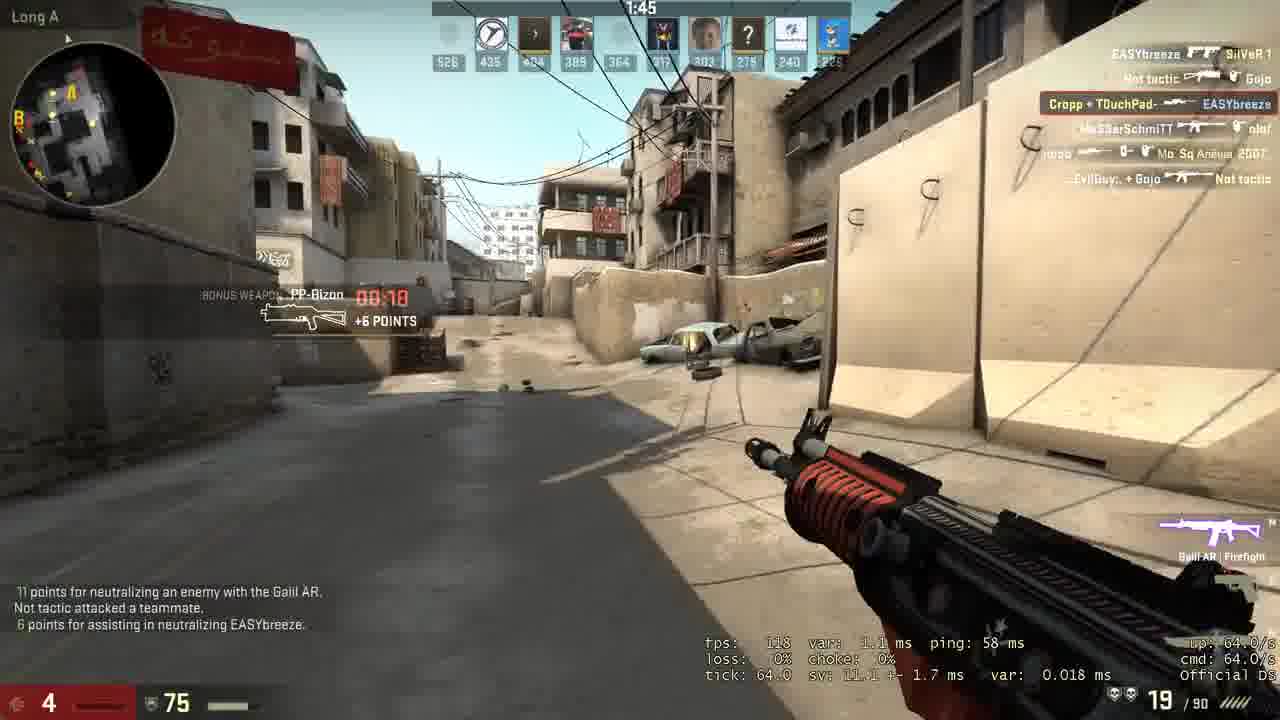 Long A
1:45
526 435 404 389 364 317 303 275 240
A
B
EASYbreeze SilVeR 1
Not tactic Gojo
Cropp + T0uchPad- EASYbreeze
MeSSerSchmiTT
Mo Sq Aneua 2007.
.:EvilGuy:. + Gojo Not tactic
BONUS WEAPON PP-Bizon 00:18
+6 POINTS
Galil AR | Firefight
11 points for neutralizing an enemy with the Galil AR.
Not tactic attacked a teammate.
6 points for assisting in neutralizing EASYbreeze.
fps: 118 var: 1.1 ms ping: 58 ms
loss: 0% choke: 0%
tick: 64.0 sv: 11.1 +- 1.7 ms var: 0.018 ms
up: 64.0/s
cmd: 64.0/s
Official DS
4 75
19 / 90